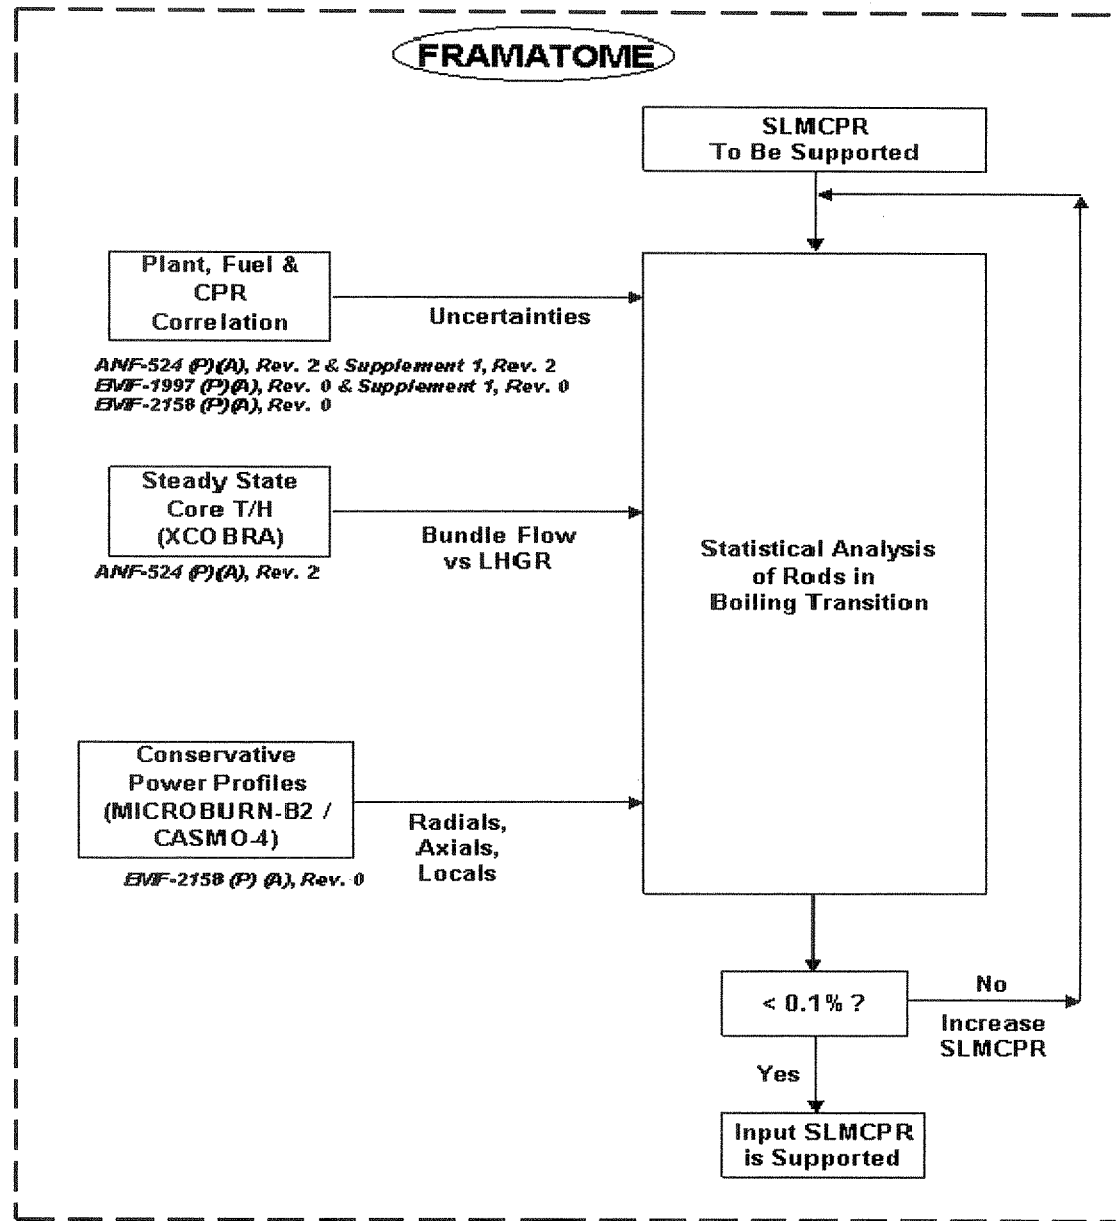 FRAMATOME
SLMCPR
To Be Supported
Plant, Fuel &
CPR
Correlation
Uncertainties
ANF-524 (P)(A), Rev. 2 & Supplement 1, Rev. 2
EMF-1997 (P)(A), Rev. 0 & Supplement 1, Rev. 0
EMF-2158 (P)(A), Rev. 0
Steady State
Core T/H
(XCOBRA)
Bundle Flow
vs LHGR
ANF-524 (P)(A), Rev. 2
Statistical Analysis
of Rods in
Boiling Transition
Conservative
Power Profiles
(MICROBURN-B2 /
CASMO-4)
Radials,
Axials,
Locals
EMF-2158 (P) (A), Rev. 0
< 0.1% ?
No
Increase
SLMCPR
Yes
Input SLMCPR
is Supported